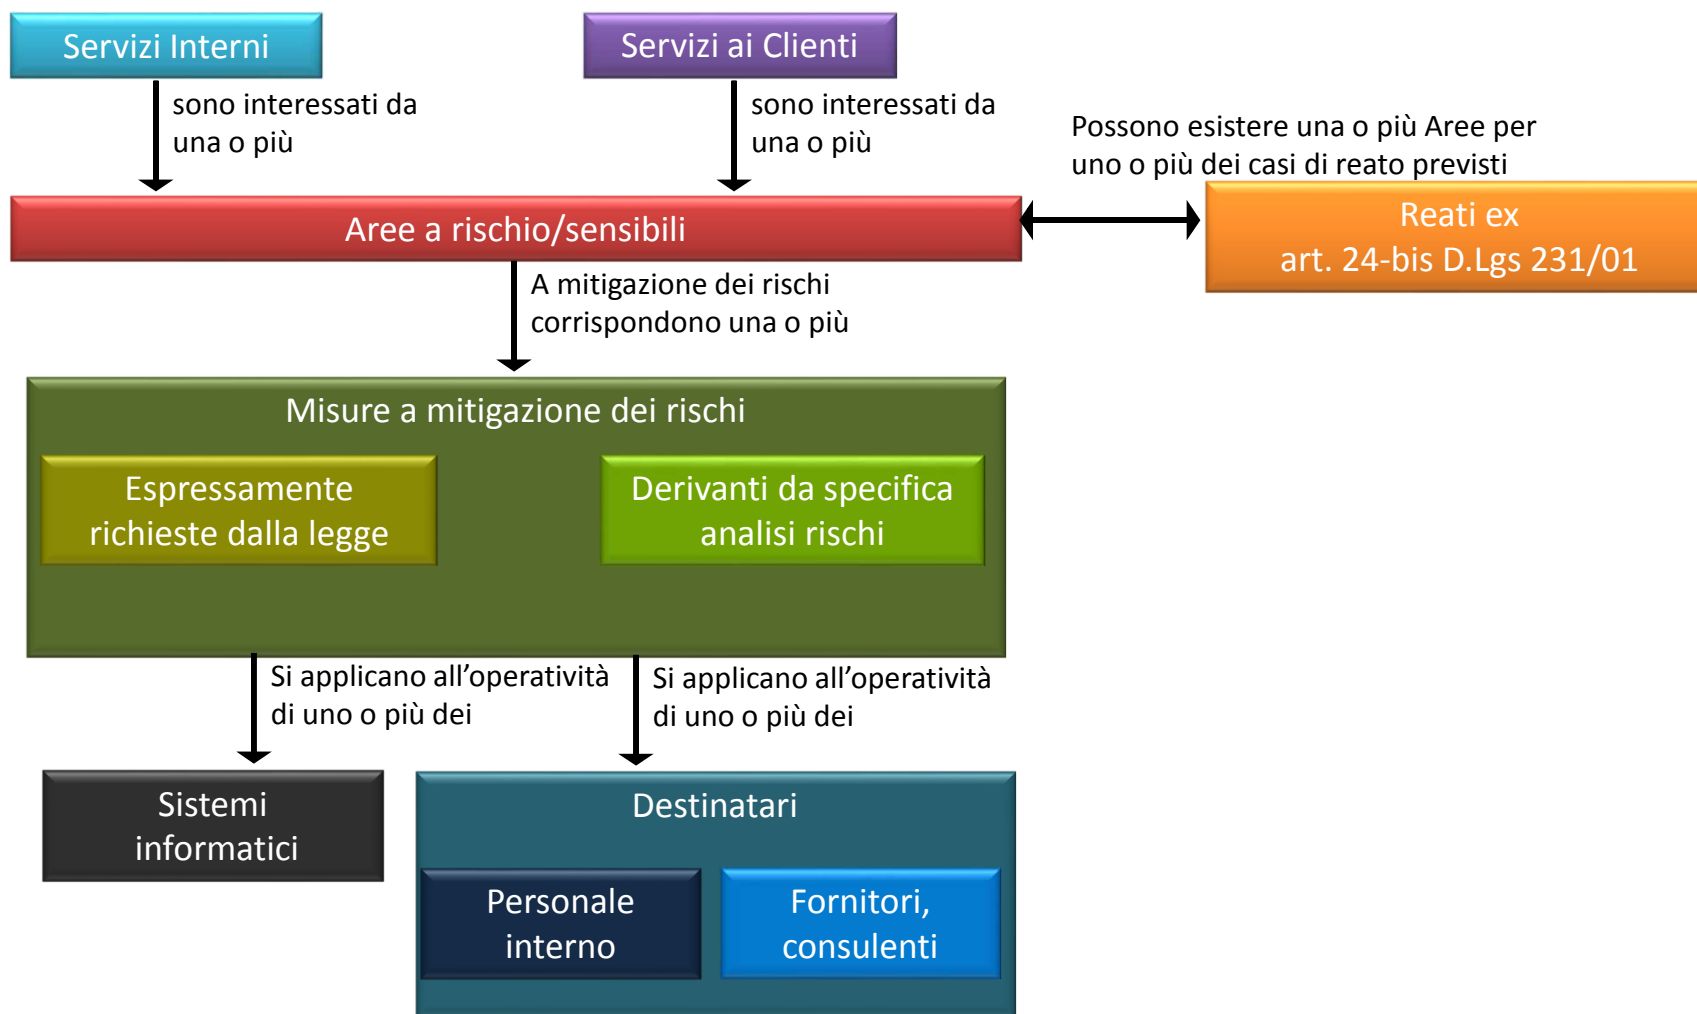 Servizi Interni
Servizi ai Clienti
sono interessati da
una o più
sono interessati da
una o più
Possono esistere una o più Aree per
uno o più dei casi di reato previsti
Aree a rischio/sensibili
Reati ex
art. 24-bis D.Lgs 231/01
A mitigazione dei rischi
corrispondono una o più
Misure a mitigazione dei rischi
Espressamente
richieste dalla legge
Derivanti da specifica
analisi rischi
Si applicano all’operatività
di uno o più dei
Si applicano all’operatività
di uno o più dei
Sistemi
informatici
Destinatari
Personale
interno
Fornitori,
consulenti